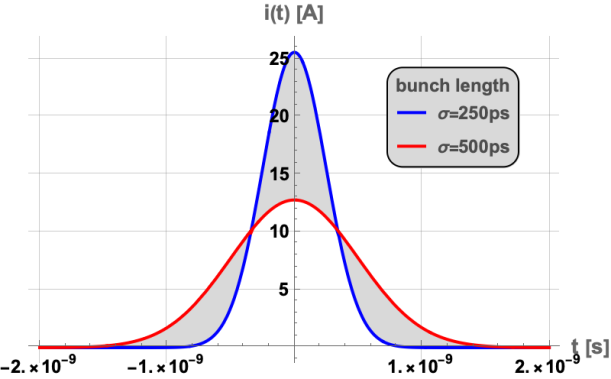 i(t) [A]
25
20
15
10
5
bunch length
σ=250ps
σ=500ps
t [s]
-2.×10⁻⁹
-1.×10⁻⁹
1.×10⁻⁹
2.×10⁻⁹